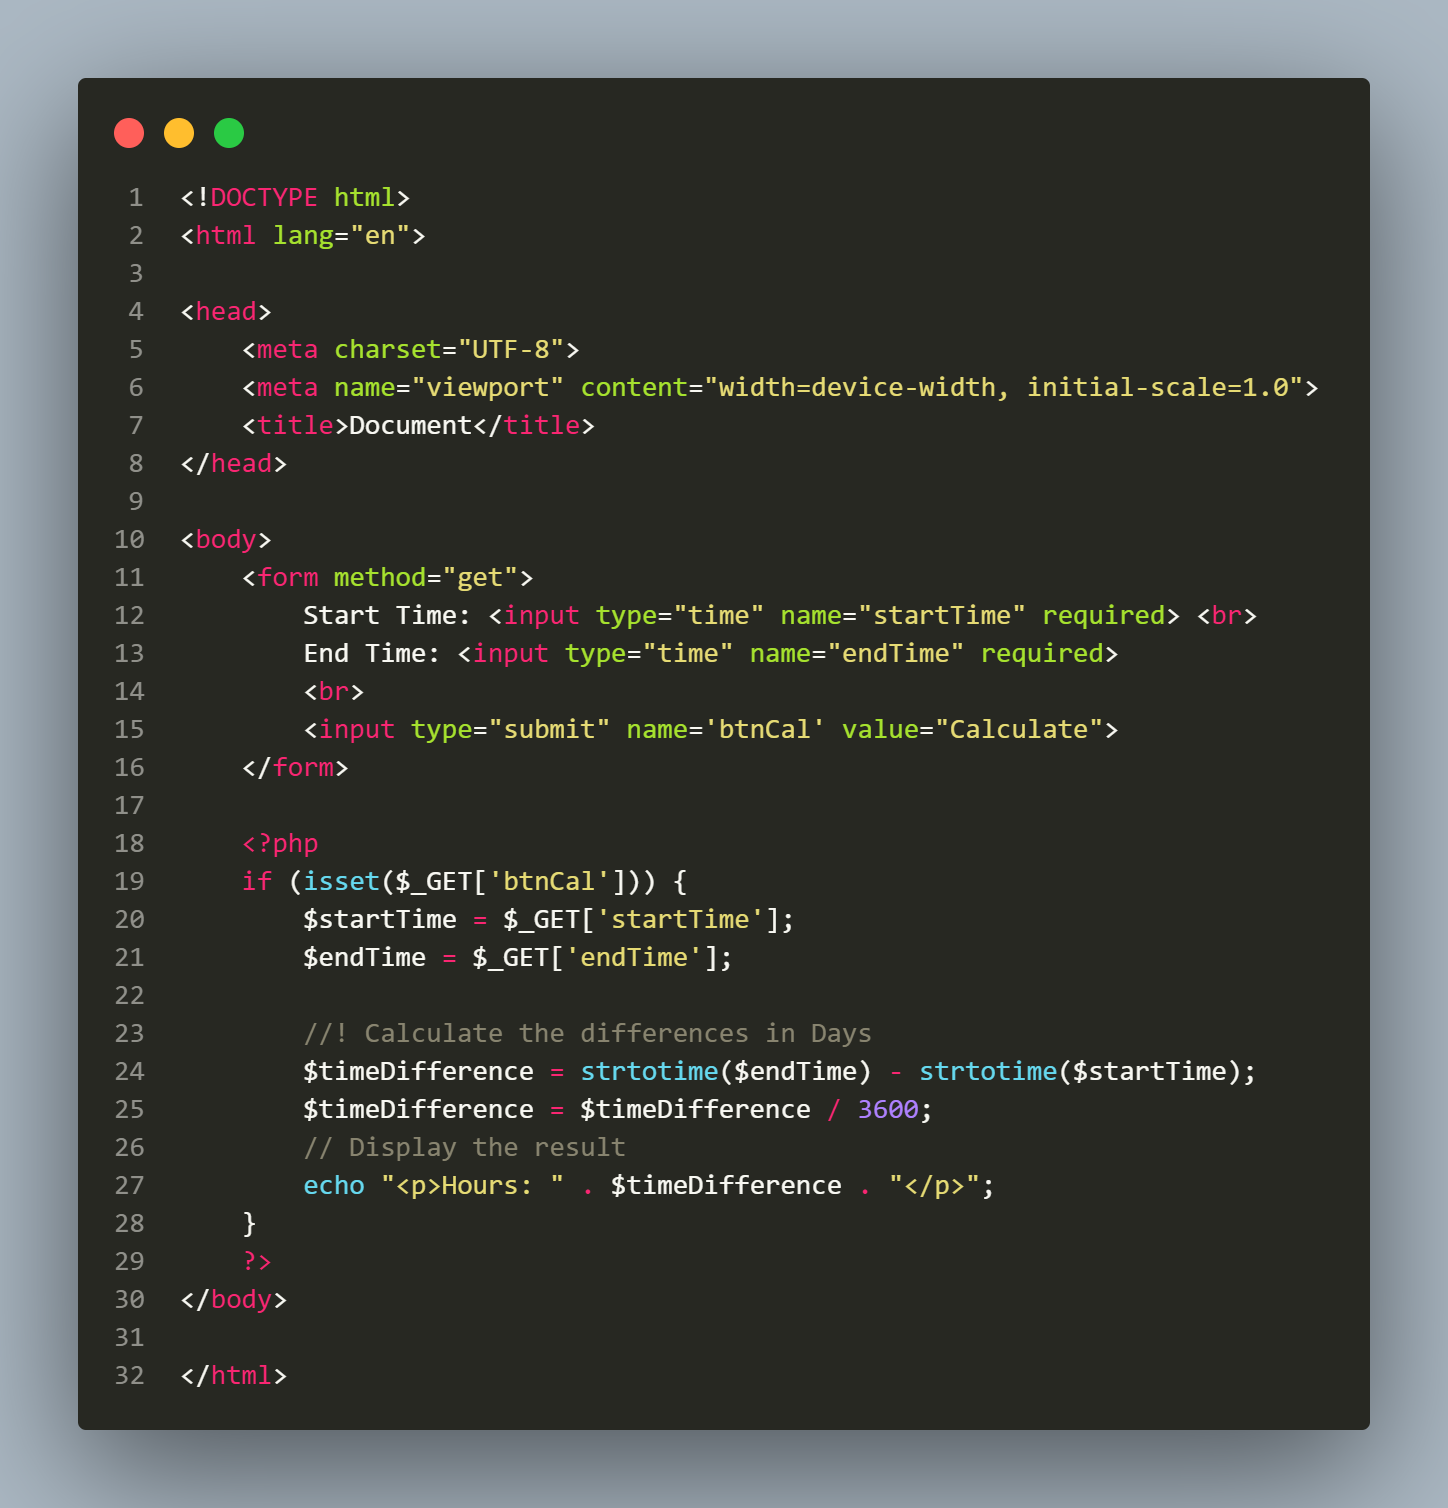 1 <!DOCTYPE html>
2 <html lang="en">
3
4 <head>
5     <meta charset="UTF-8">
6     <meta name="viewport" content="width=device-width, initial-scale=1.0">
7     <title>Document</title>
8 </head>
9
10 <body>
11     <form method="get">
12         Start Time: <input type="time" name="startTime" required> <br>
13         End Time: <input type="time" name="endTime" required>
14         <br>
15         <input type="submit" name='btnCal' value="Calculate">
16     </form>
17
18     <?php
19     if (isset($_GET['btnCal'])) {
20         $startTime = $_GET['startTime'];
21         $endTime = $_GET['endTime'];
22
23         //! Calculate the differences in Days
24         $timeDifference = strtotime($endTime) - strtotime($startTime);
25         $timeDifference = $timeDifference / 3600;
26         // Display the result
27         echo "<p>Hours: " . $timeDifference . "</p>";
28     }
29     ?>
30 </body>
31
32 </html>